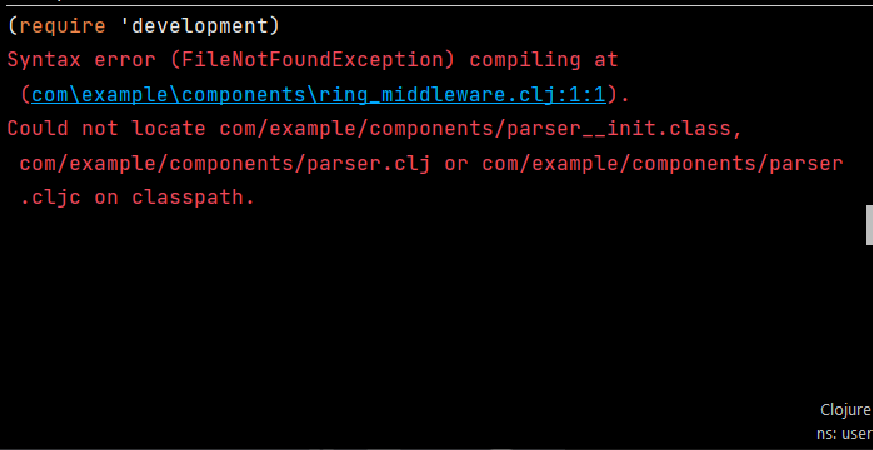 (require 'development)
Syntax error (FileNotFoundException) compiling at
(com\example\components\ring_middleware.clj:1:1).
Could not locate com/example/components/parser__init.class,
com/example/components/parser.clj or com/example/components/parser
.cljc on classpath.
Clojure
ns: user